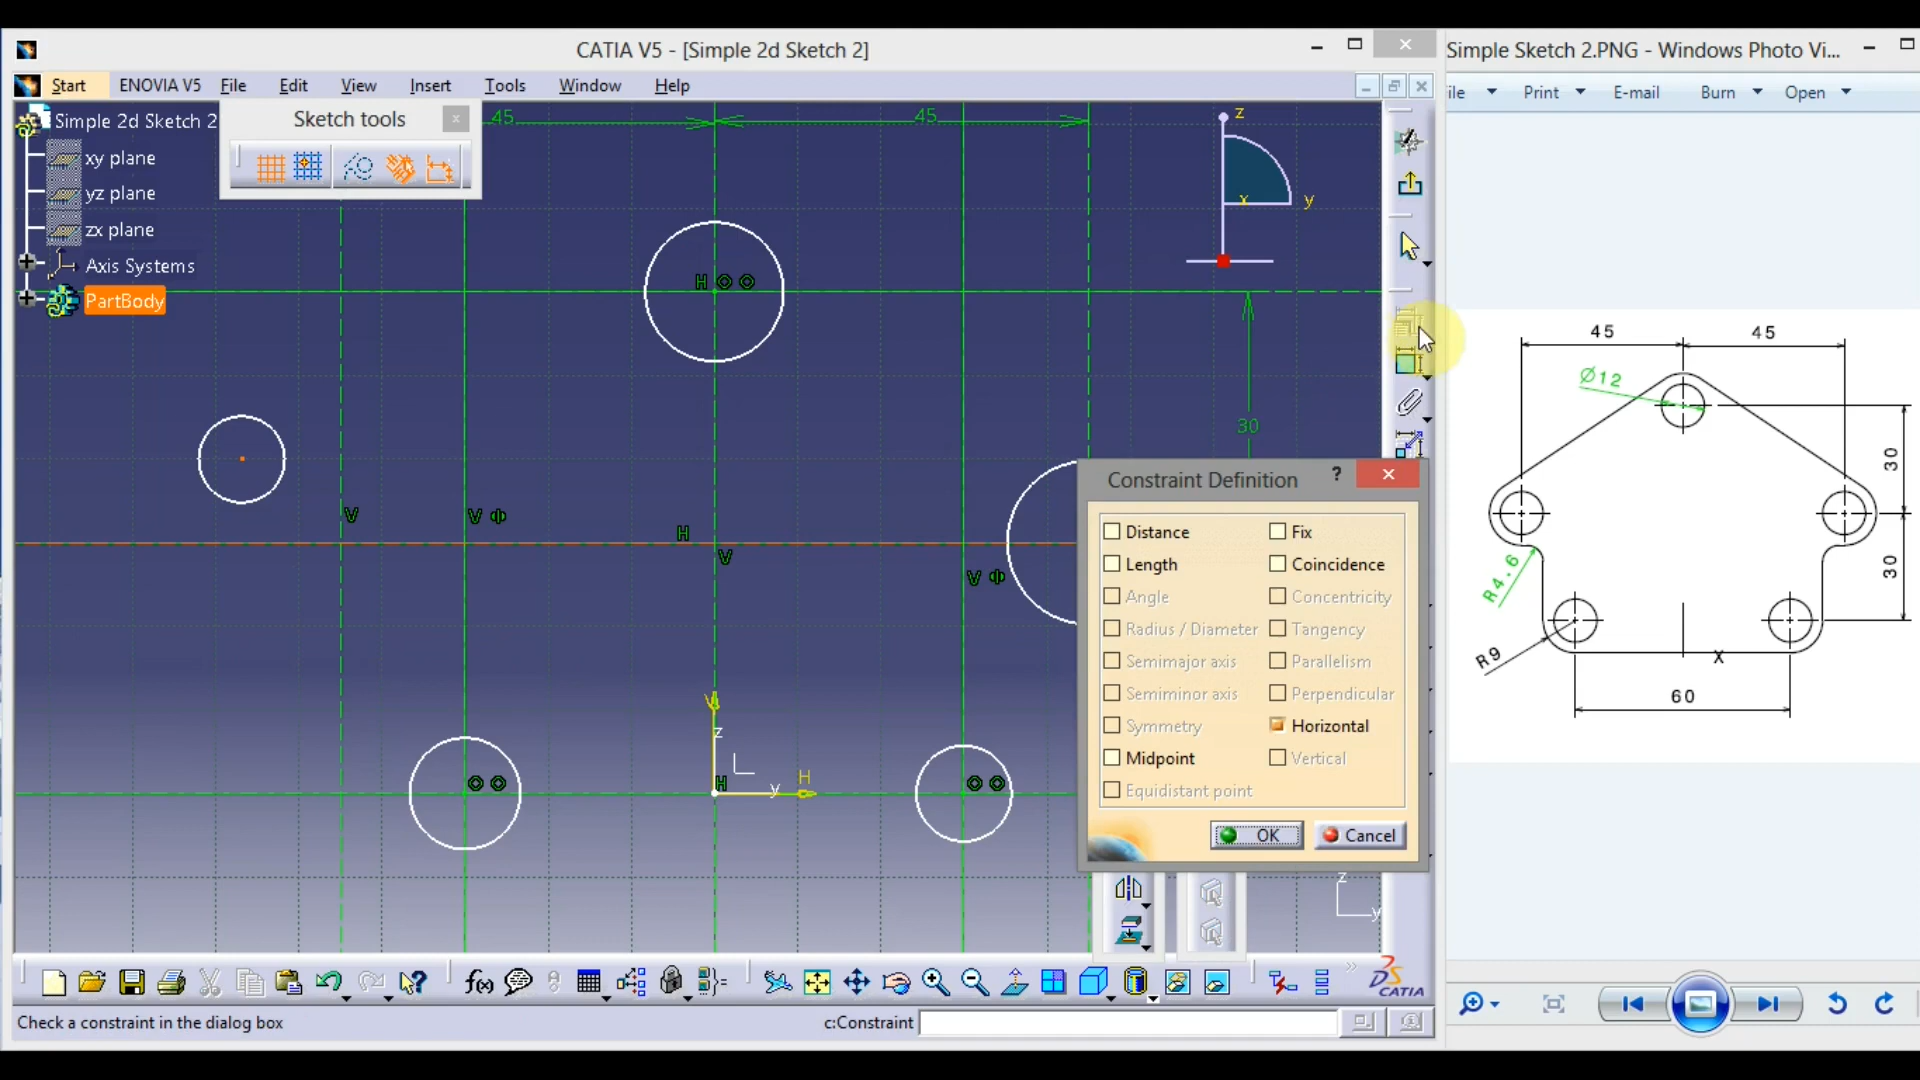 CATIA V5 - [Simple 2d Sketch 2]
Simple Sketch 2.PNG - Windows Photo Vi...
Start
ENOVIA V5
File
Edit
View
Insert
Tools
Window
Help
ile
Print
E-mail
Burn
Open
Sketch tools
Simple 2d Sketch 2
xy plane
yz plane
zx plane
Axis Systems
PartBody
45
45
z
x
y
H
30
V
V
H
V
V
z
H
H
y
z
y
Constraint Definition
?
Distance
Fix
Length
Coincidence
Angle
Concentricity
Radius / Diameter
Tangency
Semimajor axis
Parallelism
Semiminor axis
Perpendicular
Symmetry
Horizontal
Midpoint
Vertical
Equidistant point
OK
Cancel
45
45
Ø12
30
30
R4.6
R9
X
60
f(x)
CATIA
Check a constraint in the dialog box
c:Constraint